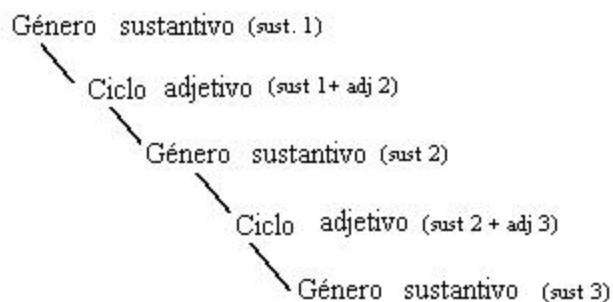 Género sustantivo (sust. 1)
Ciclo adjetivo (sust 1+ adj 2)
Género sustantivo (sust 2)
Ciclo adjetivo (sust 2 + adj 3)
Género sustantivo (sust 3)